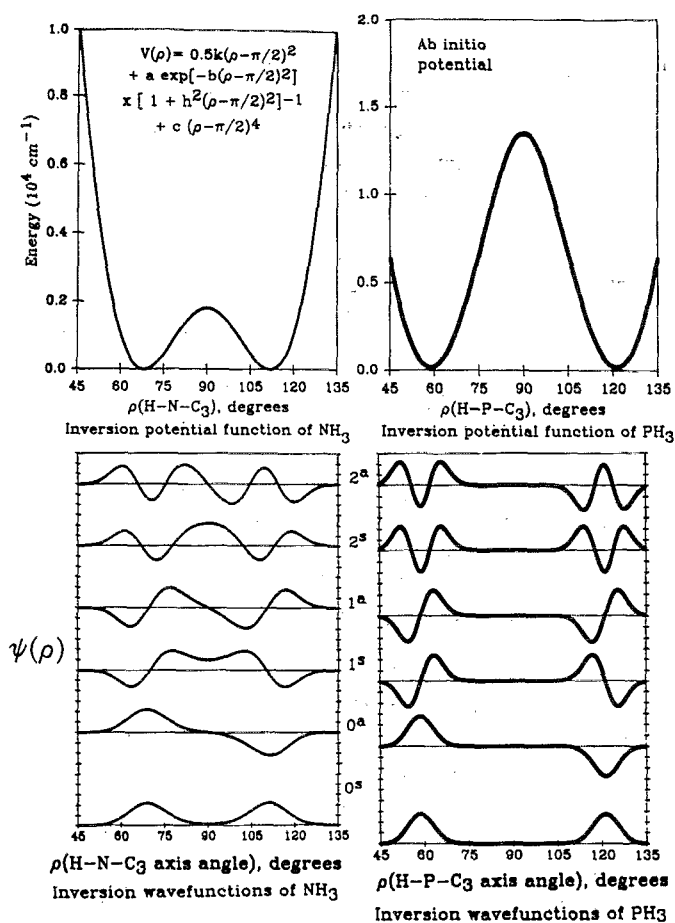 1.0
0.8
0.6
0.4
0.2
0.0
Energy (10⁴ cm⁻¹)
V(ρ)= 0.5k(ρ−π/2)²
+ a exp[−b(ρ−π/2)²]
x [ 1 + h²(ρ−π/2)²]−1
+ c (ρ−π/2)⁴
45 60 75 90 105 120 135
ρ(H−N−C₃), degrees
Inversion potential function of NH₃
2.0
1.5
1.0
0.5
0.0
Ab initio
potential
45 60 75 90 105 120 135
ρ(H−P−C₃), degrees
Inversion potential function of PH₃
ψ(ρ)
2ᵃ
2ˢ
1ᵃ
1ˢ
0ᵃ
0ˢ
45 60 75 90 105 120 135
ρ(H−N−C₃ axis angle), degrees
Inversion wavefunctions of NH₃
45 60 75 90 105 120 135
ρ(H−P−C₃ axis angle), degrees
Inversion wavefunctions of PH₃